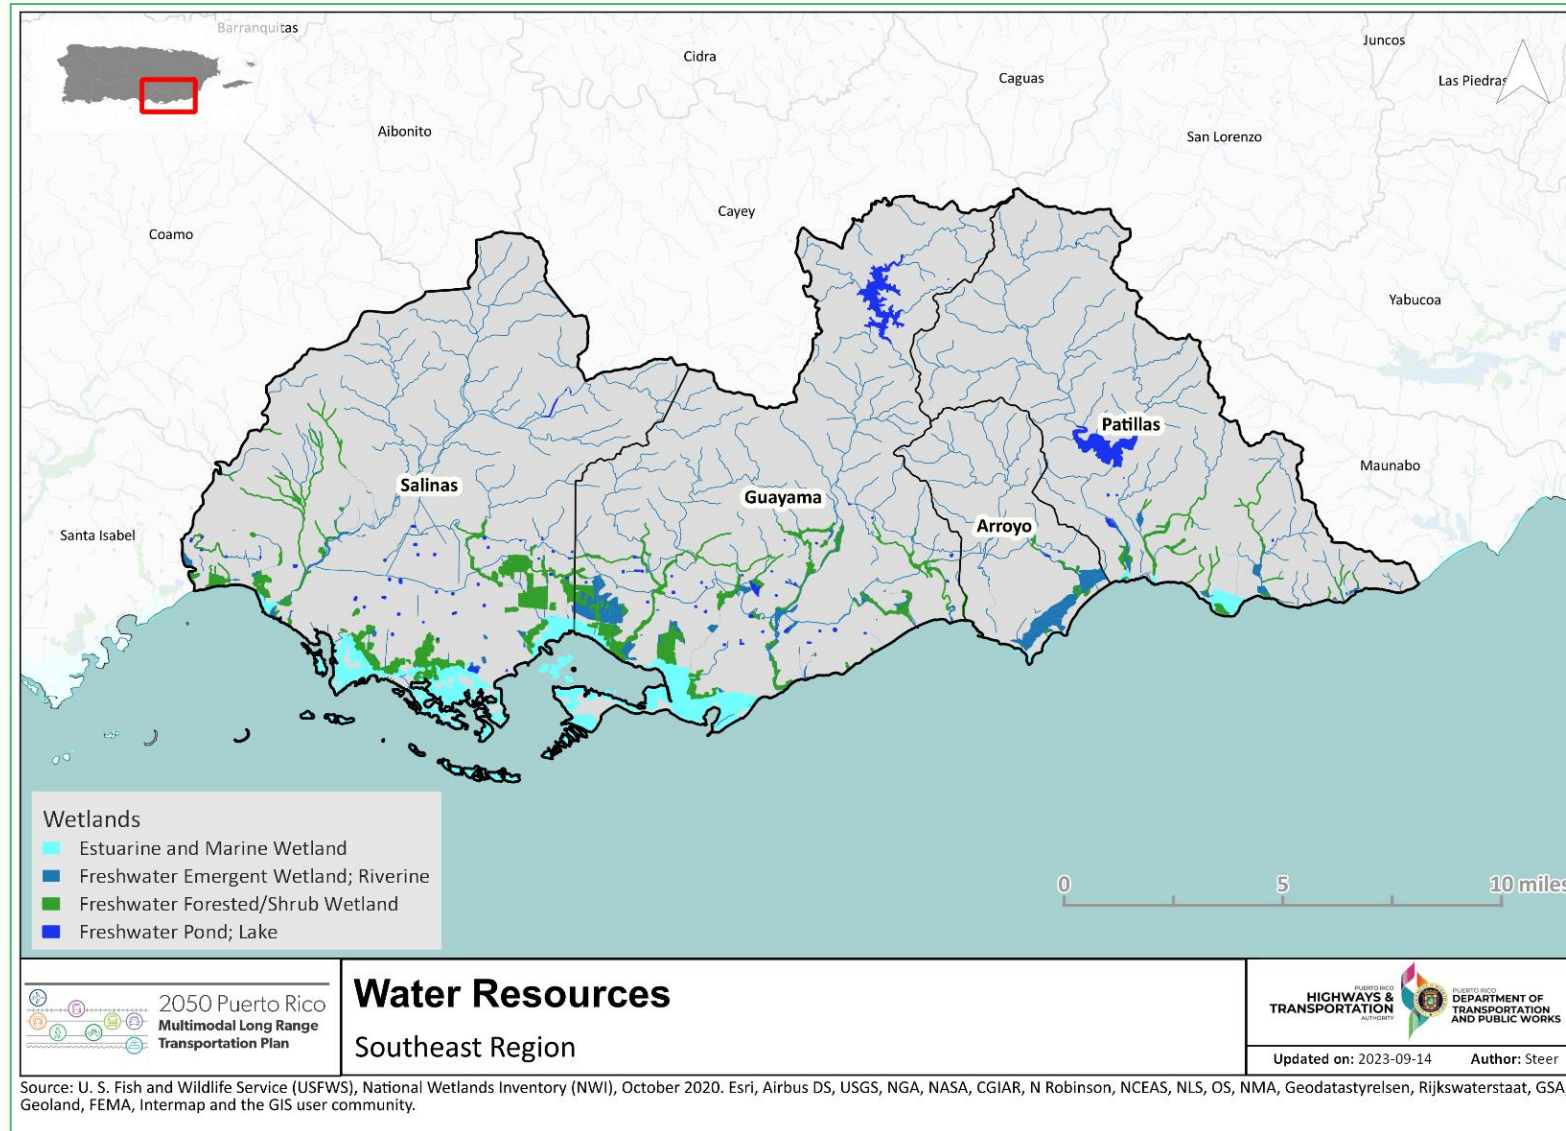 Barranquitas
Cidra
Juncos
Caguas
Las Piedras
Aibonito
San Lorenzo
Cayey
Coamo
Yabucoa
Patillas
Maunabo
Salinas
Guayama
Arroyo
Santa Isabel
Wetlands
Estuarine and Marine Wetland
Freshwater Emergent Wetland; Riverine
Freshwater Forested/Shrub Wetland
Freshwater Pond; Lake
0 5 10 miles
2050 Puerto Rico
Multimodal Long Range
Transportation Plan
Water Resources
Southeast Region
PUERTO RICO
HIGHWAYS &
TRANSPORTATION
AUTHORITY
PUERTO RICO
DEPARTMENT OF
TRANSPORTATION
AND PUBLIC WORKS
Updated on: 2023-09-14 Author: Steer
Source: U. S. Fish and Wildlife Service (USFWS), National Wetlands Inventory (NWI), October 2020. Esri, Airbus DS, USGS, NGA, NASA, CGIAR, N Robinson, NCEAS, NLS, OS, NMA, Geodatastyrelsen, Rijkswaterstaat, GSA,
Geoland, FEMA, Intermap and the GIS user community.